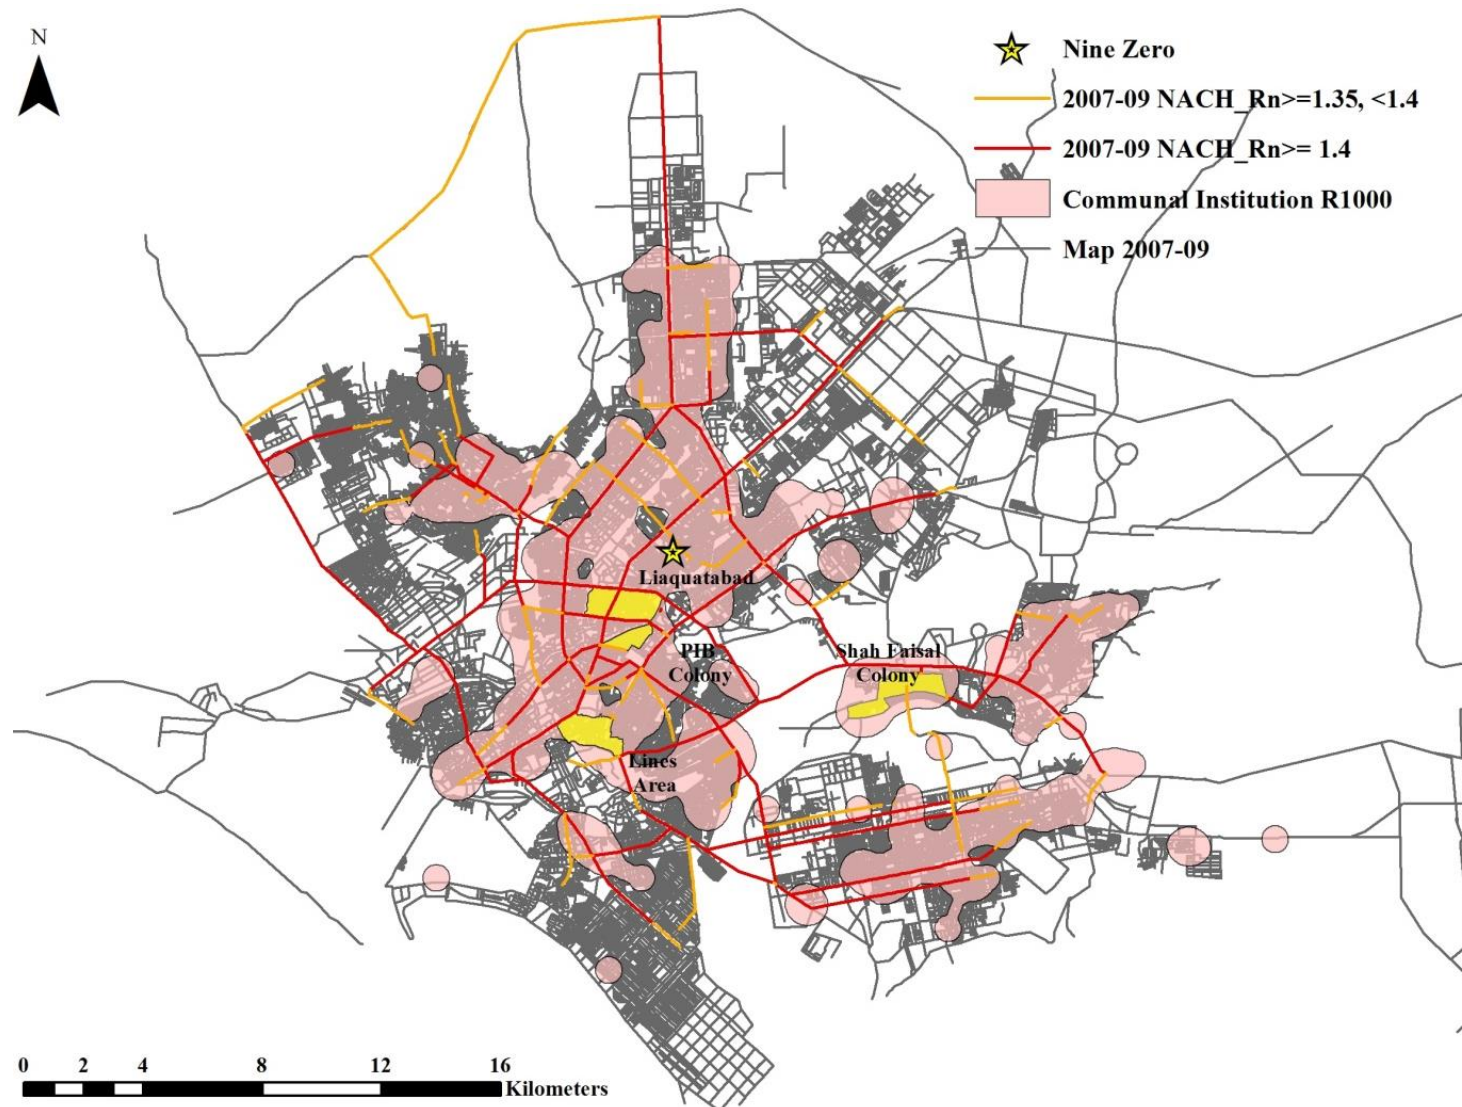 N
Nine Zero
2007-09 NACH_Rn>=1.35, <1.4
2007-09 NACH_Rn>= 1.4
Communal Institution R1000
Map 2007-09
Liaquatabad
PIB
Colony
Shah Faisal
Colony
Lines
Area
0 2 4 8 12 16
Kilometers